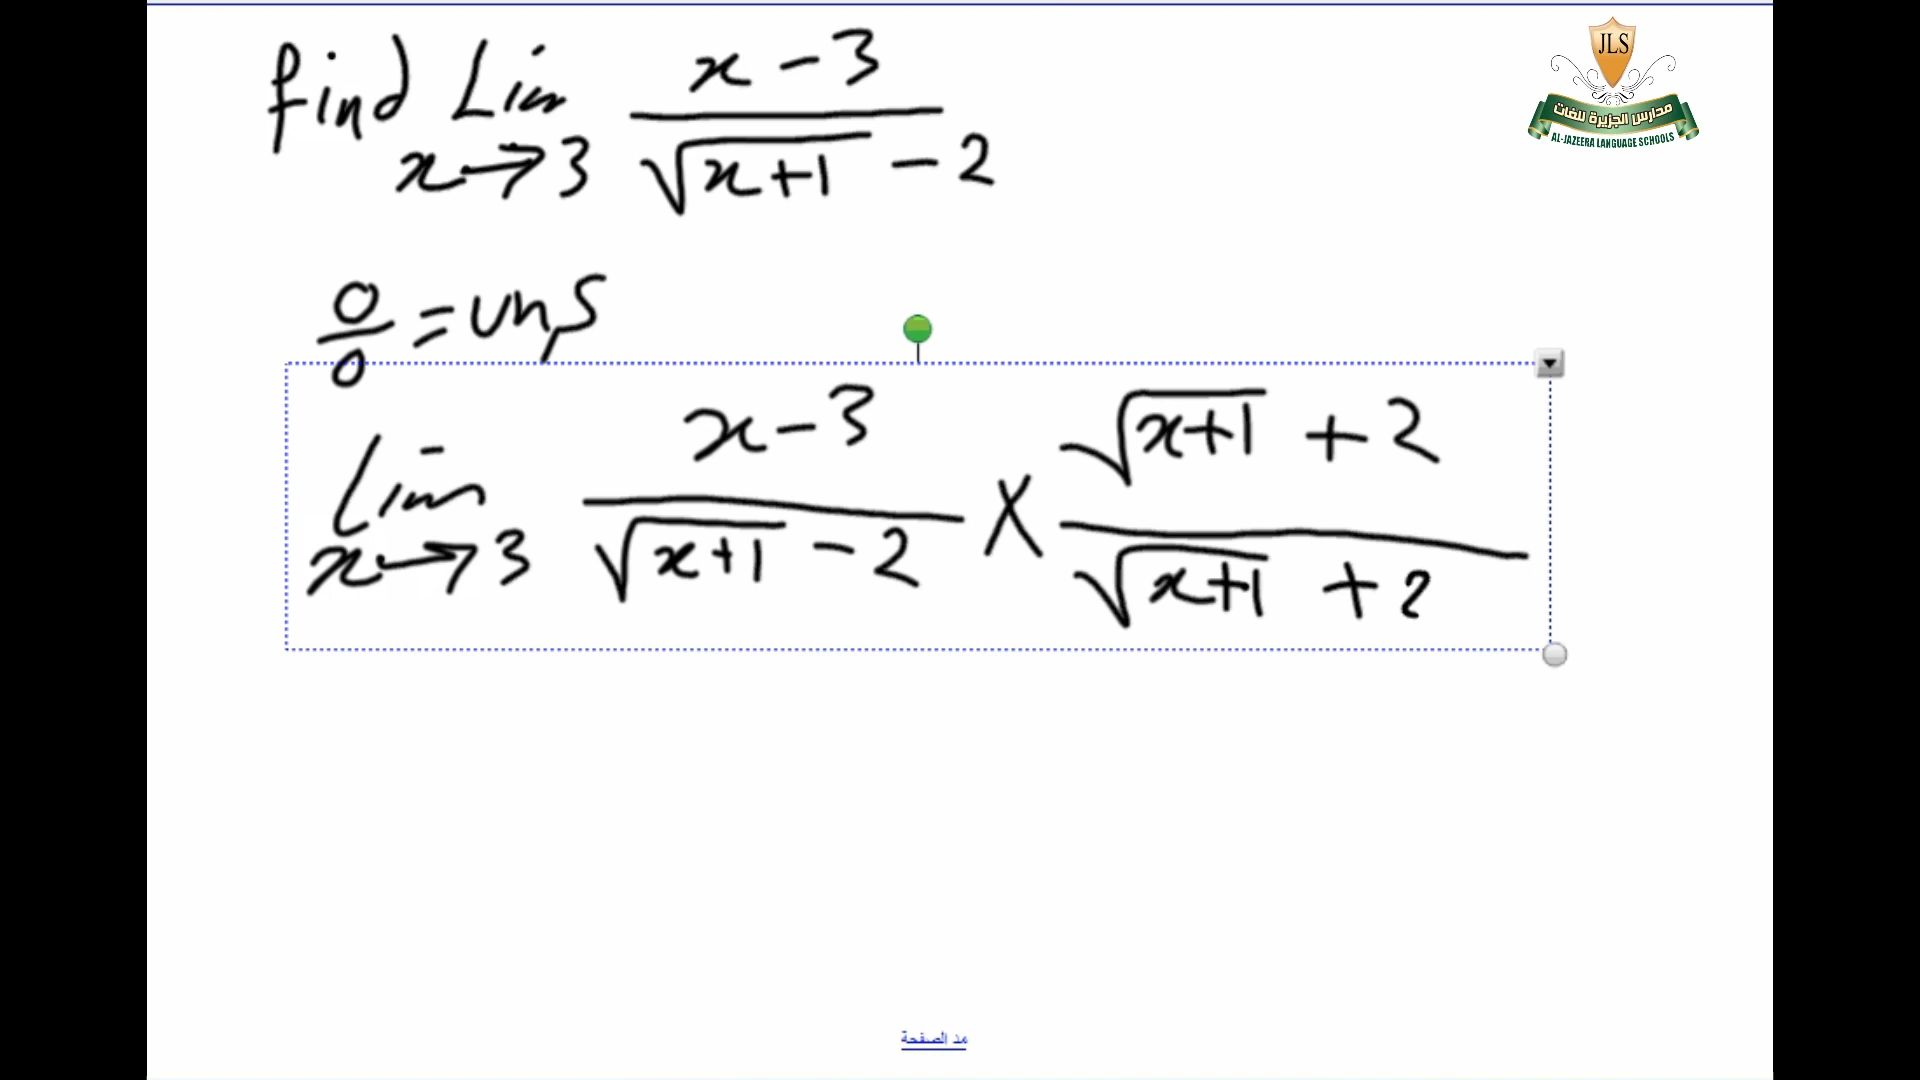 find Lim x→3 (x-3)/(√(x+1) - 2)
JLS
مدارس الجزيرة للغات
AL-JAZEERA LANGUAGE SCHOOLS
0/0 = uns
Lim x→3 (x-3)/(√(x+1) - 2) × (√(x+1) + 2)/(√(x+1) + 2)
مد الصفحة